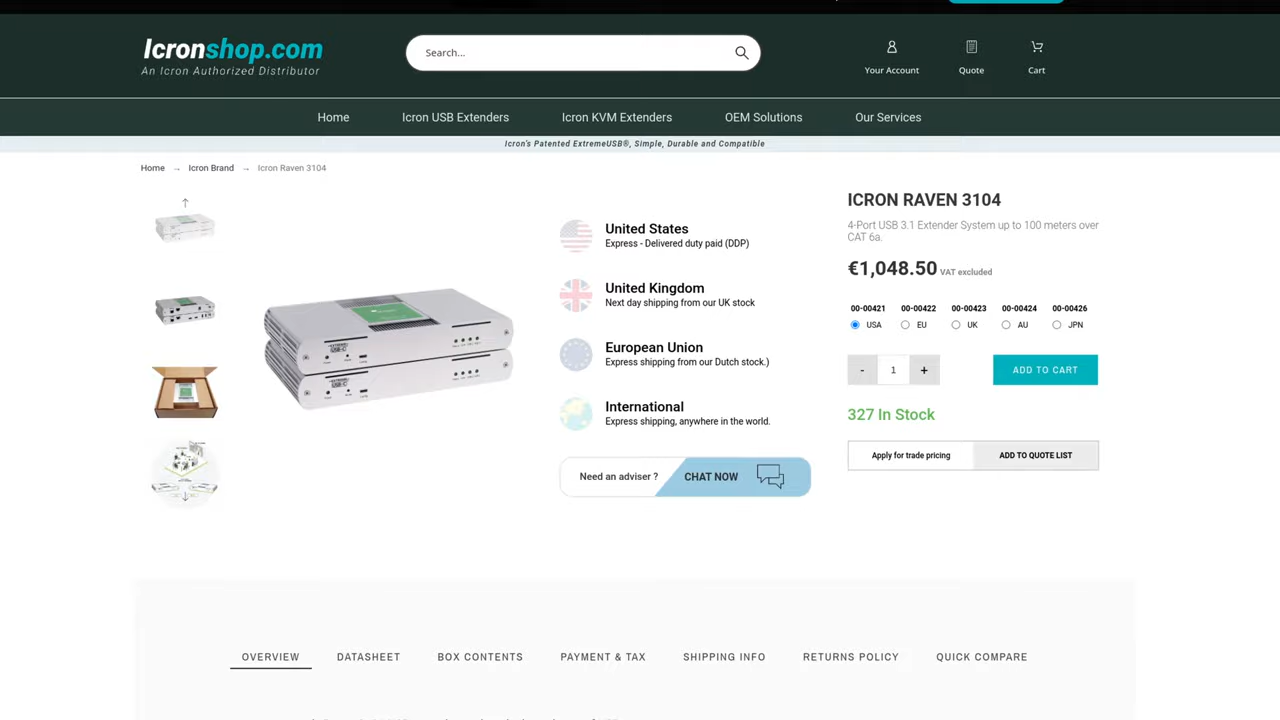 Icronshop.com
An Icron Authorized Distributor
Search...
Your Account
Quote
Cart
Home
Icron USB Extenders
Icron KVM Extenders
OEM Solutions
Our Services
Icron's Patented ExtremeUSB®, Simple, Durable and Compatible
Home → Icron Brand → Icron Raven 3104
United States
Express - Delivered duty paid (DDP)
United Kingdom
Next day shipping from our UK stock
European Union
Express shipping from our Dutch stock.)
International
Express shipping, anywhere in the world.
Need an adviser ?
CHAT NOW
ICRON RAVEN 3104
4-Port USB 3.1 Extender System up to 100 meters over
CAT 6a.
€1,048.50 VAT excluded
00-00421 00-00422 00-00423 00-00424 00-00426
USA EU UK AU JPN
- 1 +
ADD TO CART
327 In Stock
Apply for trade pricing
ADD TO QUOTE LIST
OVERVIEW
DATASHEET
BOX CONTENTS
PAYMENT & TAX
SHIPPING INFO
RETURNS POLICY
QUICK COMPARE